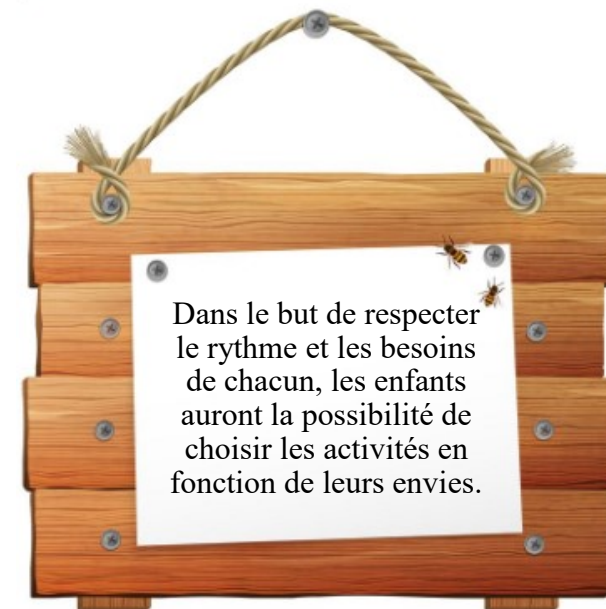 Dans le but de respecter
le rythme et les besoins
de chacun, les enfants
auront la possibilité de
choisir les activités en
fonction de leurs envies.